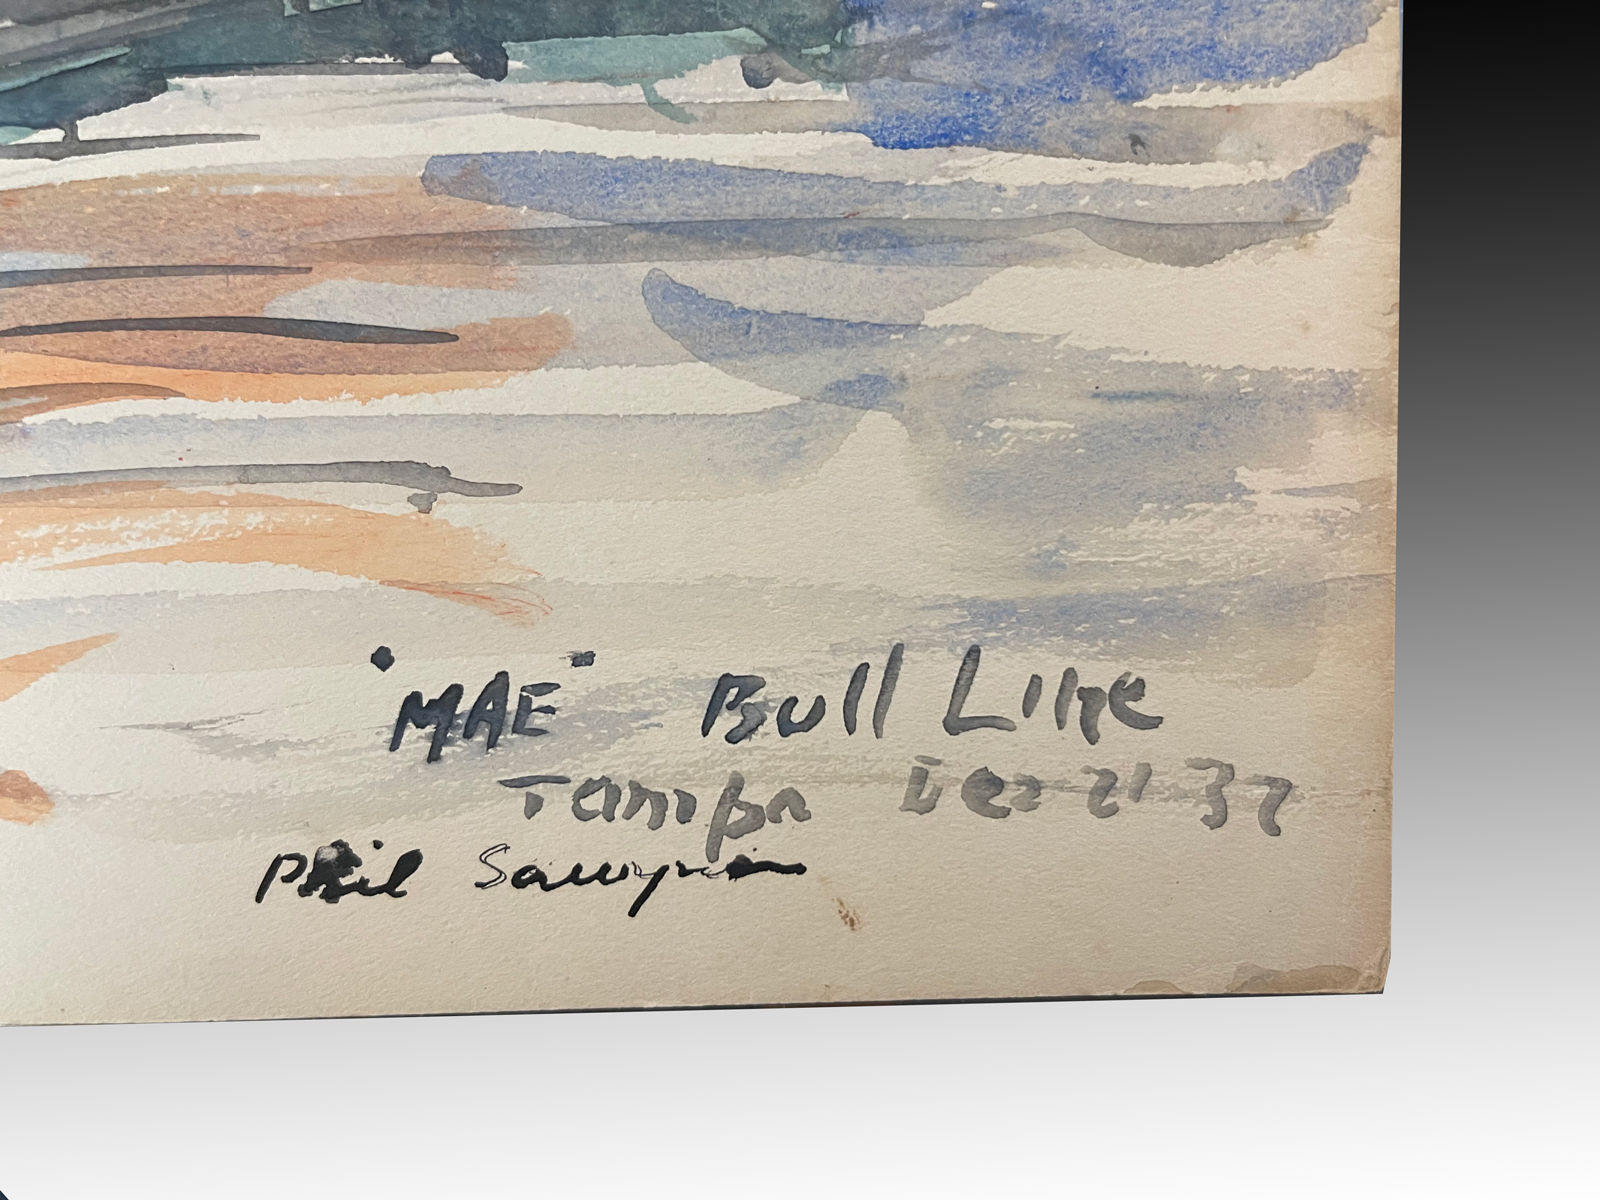 "MAE" Bull Line
Tampa Dec 21 37
Phil Sawyer